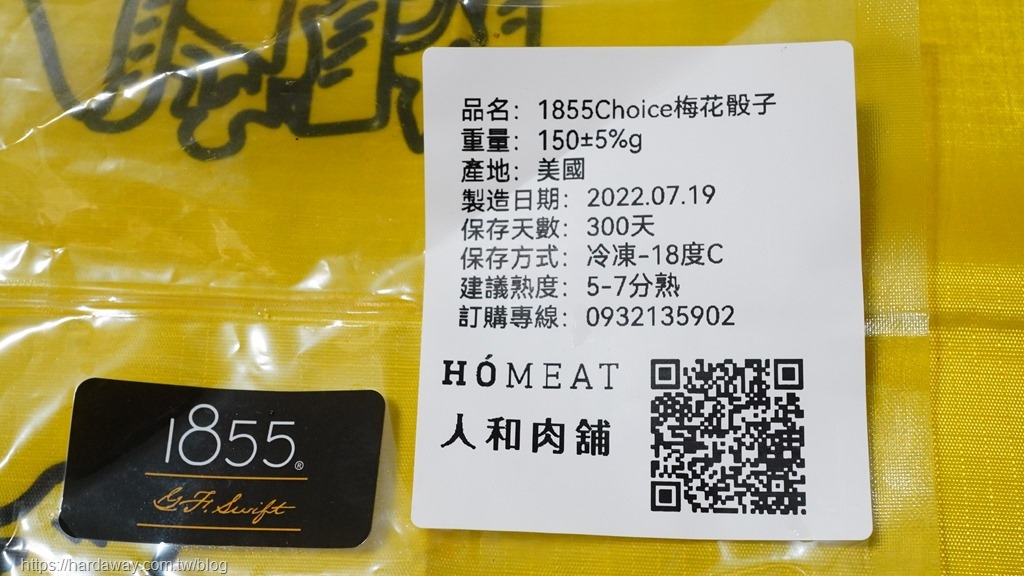 品名：1855Choice梅花骰子
重量：150±5%g
產地：美國
製造日期：2022.07.19
保存天數：300天
保存方式：冷凍-18度C
建議熟度：5-7分熟
訂購專線：0932135902
HÓMEAT
人和肉舖
1855®
G.F. Swift
https://hardaway.com.tw/blog